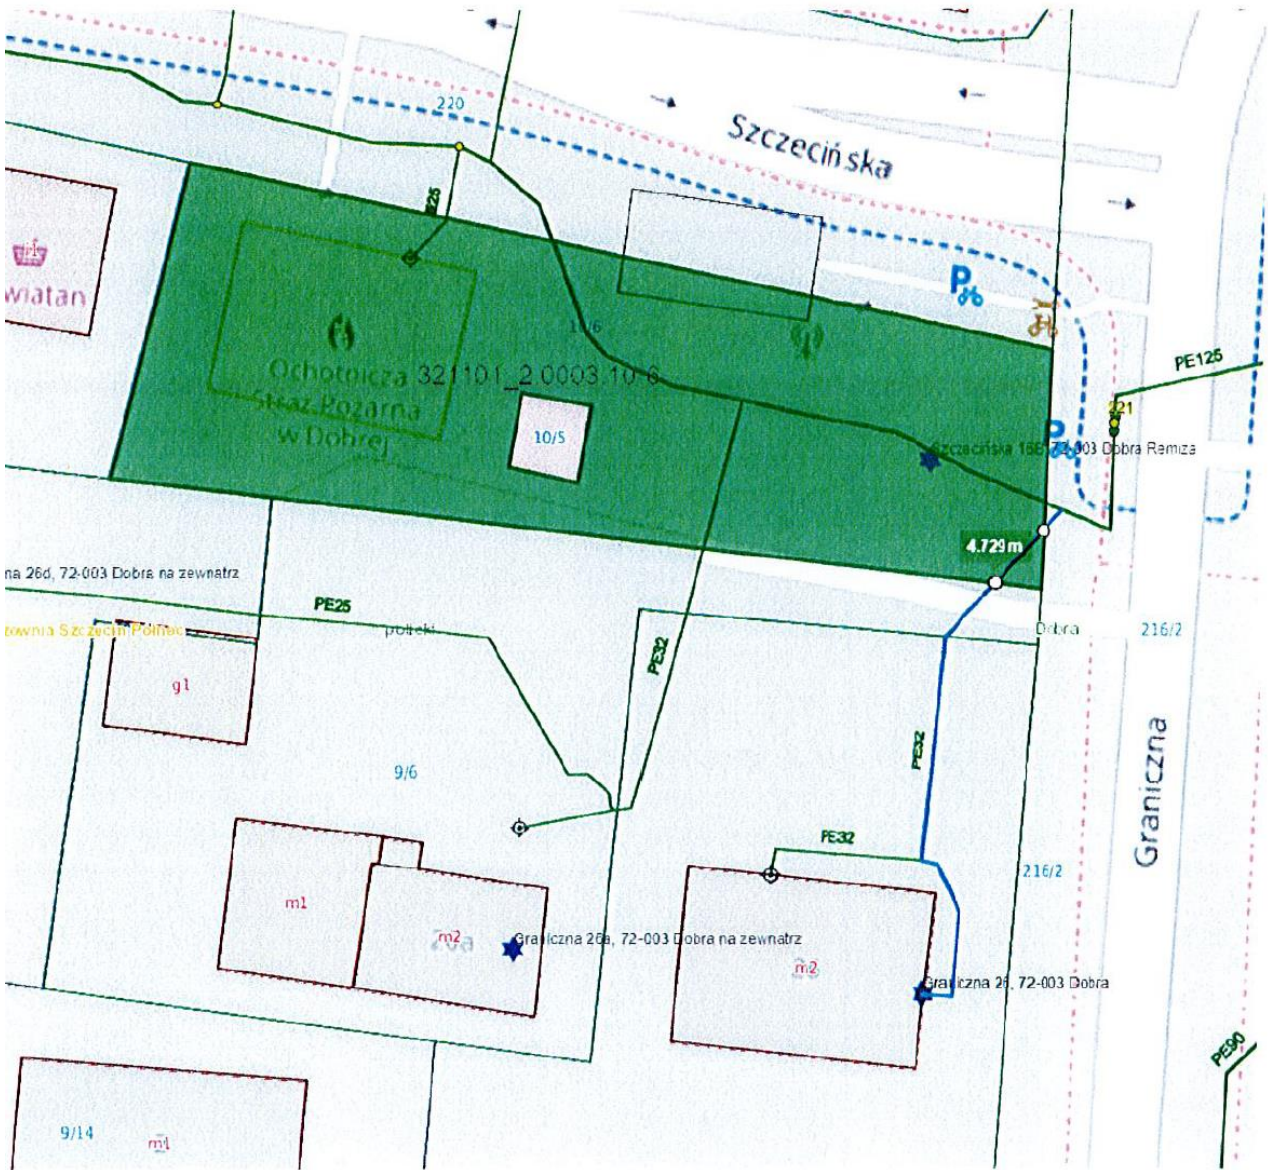 220
Szczecińska
wiatan
10/6
Ochotnicza
Straż Pożarna
w Dobrej
321101_2.0003.10/6
10/5
PE125
221
Szczecińska 16B, 72-003 Dobra Remiza
4.729 m
na 26d, 72-003 Dobra na zewnatrz
PE25
PE32
Dobra
216/2
g1
9/6
PE32
PE32
Graniczna
216/2
m1
m2
Graniczna 26a, 72-003 Dobra na zewnatrz
m2
Graniczna 26, 72-003 Dobra
PE90
9/14
m1